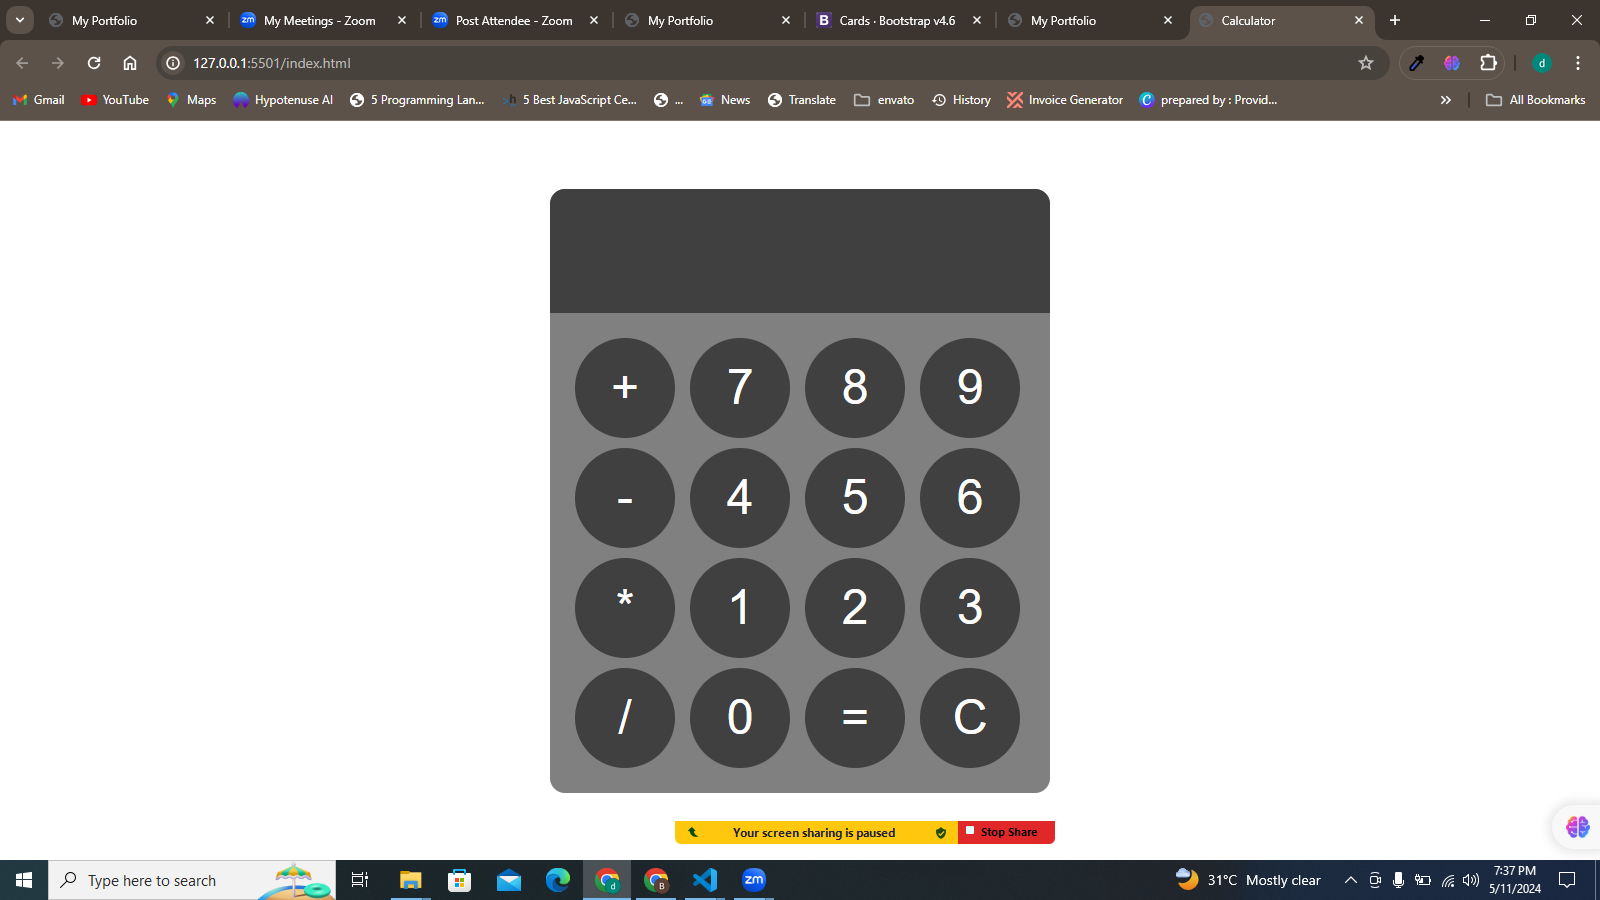 My Portfolio
My Meetings - Zoom
Post Attendee - Zoom
My Portfolio
Cards · Bootstrap v4.6
My Portfolio
Calculator
127.0.0.1:5501/index.html
d
Gmail
YouTube
Maps
Hypotenuse AI
5 Programming Lan...
5 Best JavaScript Ce...
...
News
Translate
envato
History
Invoice Generator
prepared by : Provid...
All Bookmarks
+ 7 8 9
- 4 5 6
* 1 2 3
/ 0 = C
Your screen sharing is paused
Stop Share
Type here to search
31°C Mostly clear
7:37 PM
5/11/2024